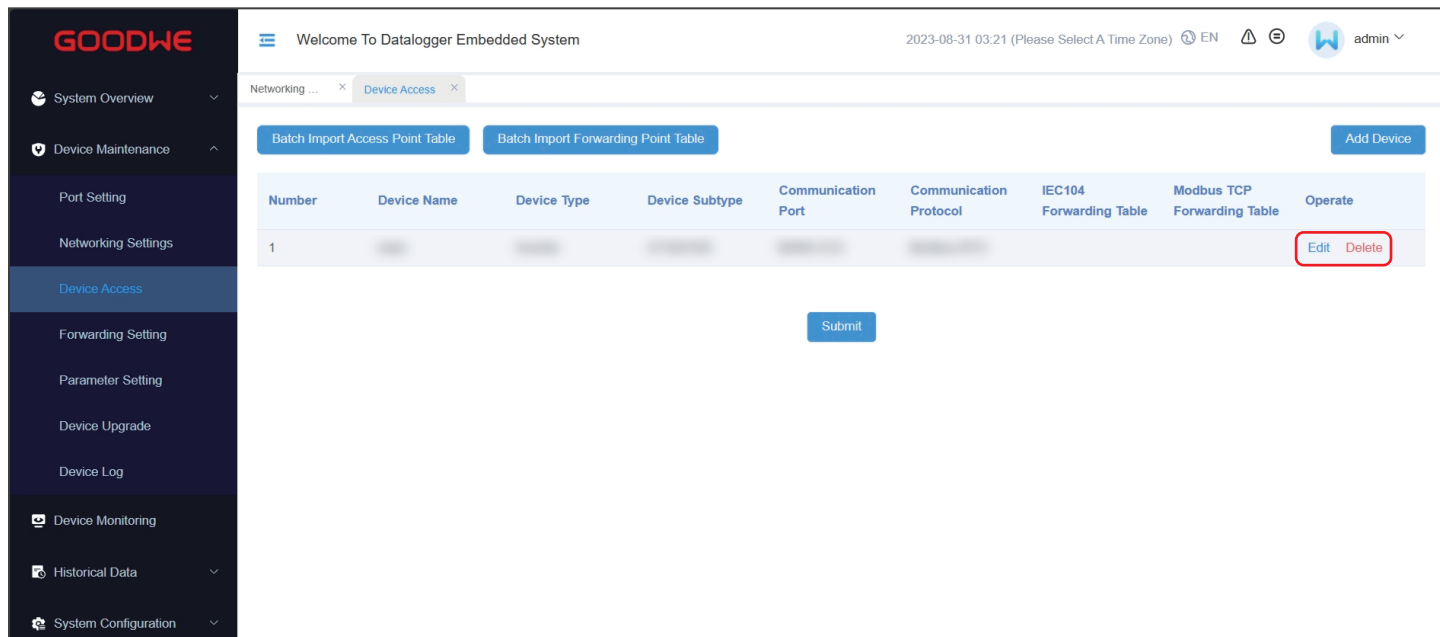 GOODWE
Welcome To Datalogger Embedded System
2023-08-31 03:21 (Please Select A Time Zone) EN
admin
System Overview
Device Maintenance
Port Setting
Networking Settings
Device Access
Forwarding Setting
Parameter Setting
Device Upgrade
Device Log
Device Monitoring
Historical Data
System Configuration
Networking ... × Device Access ×
Batch Import Access Point Table Batch Import Forwarding Point Table Add Device
Number Device Name Device Type Device Subtype Communication Port Communication Protocol IEC104 Forwarding Table Modbus TCP Forwarding Table Operate
1 Edit Delete
Submit